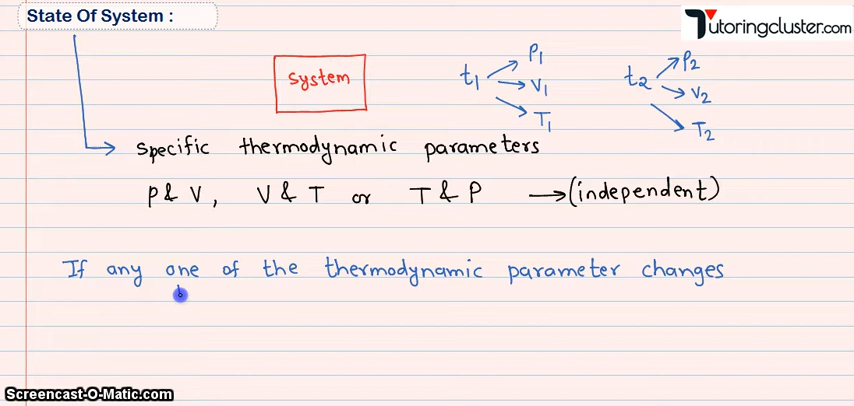 State Of System :
Tutoringcluster.com
system
t1 P1 V1 T1
t2 P2 V2 T2
specific thermodynamic parameters
P & V, V & T or T & P → (independent)
If any one of the thermodynamic parameter changes
Screencast-O-Matic.com